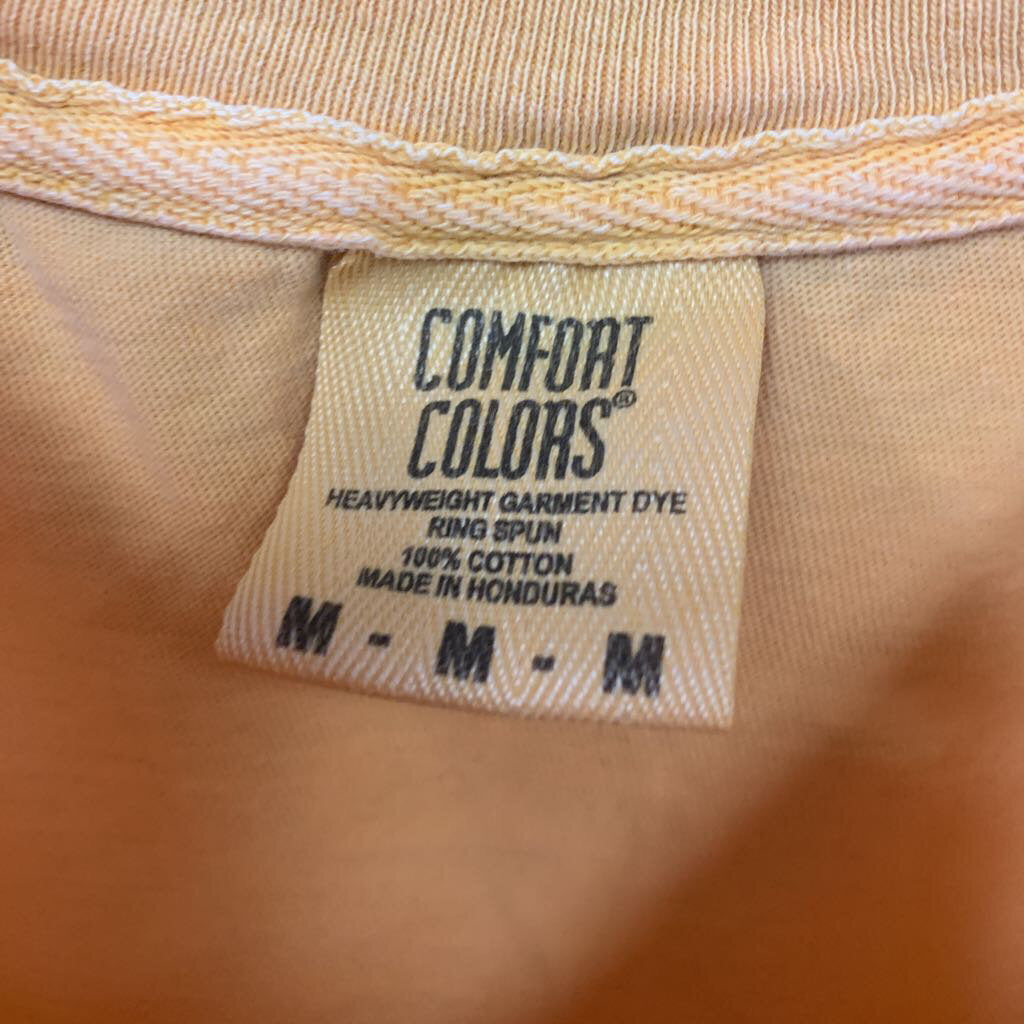 COMFORT
COLORS®
HEAVYWEIGHT GARMENT DYE
RING SPUN
100% COTTON
MADE IN HONDURAS
M - M - M